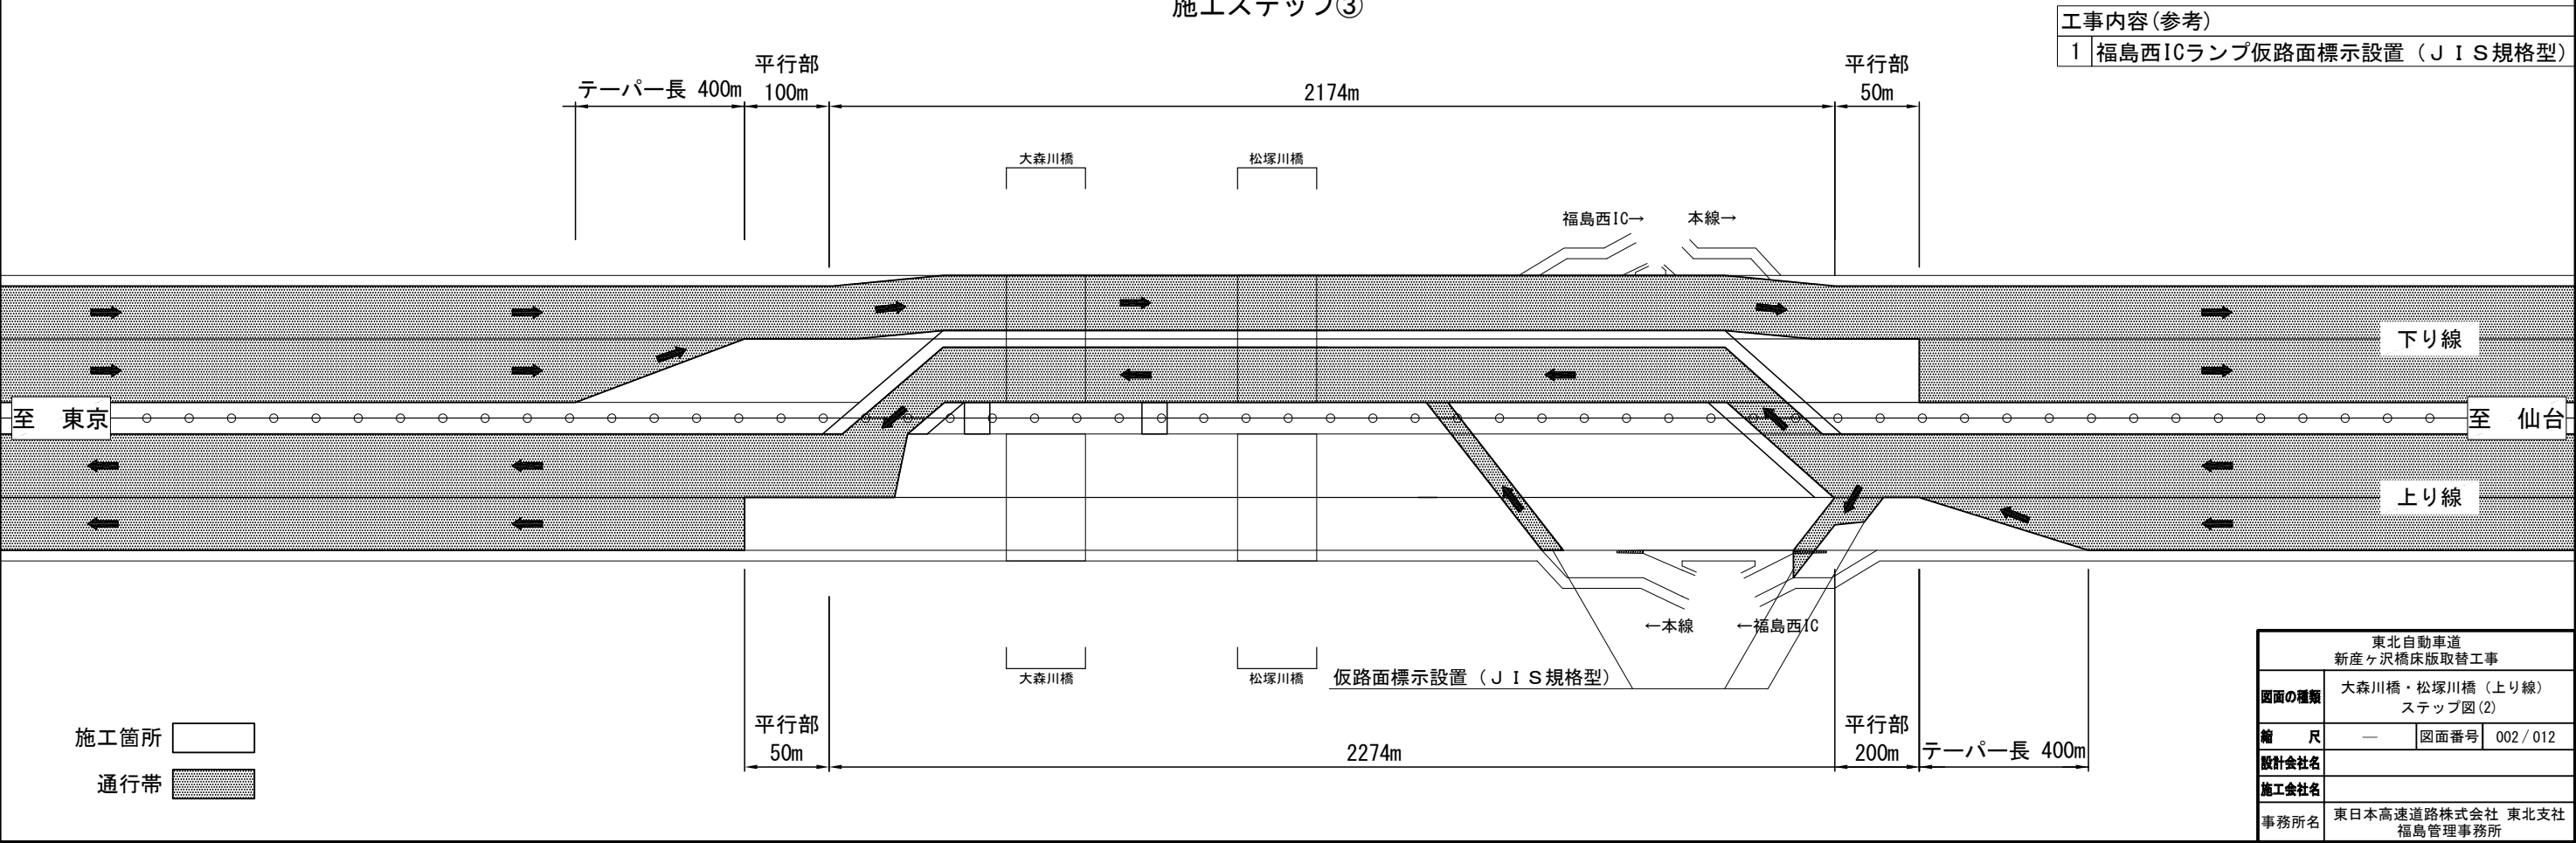 施工ステップ③
工事内容(参考)
1 福島西ICランプ仮路面標示設置（ＪＩＳ規格型）
平行部
平行部
テーパー長 400m
100m
2174m
50m
大森川橋
松塚川橋
福島西IC→
本線→
下り線
至 東京
至 仙台
上り線
←本線
←福島西IC
大森川橋
松塚川橋
仮路面標示設置（ＪＩＳ規格型）
平行部
平行部
50m
2274m
200m
テーパー長 400m
施工箇所
通行帯
東北自動車道
新産ヶ沢橋床版取替工事
図面の種類
大森川橋・松塚川橋（上り線）
ステップ図(2)
縮 尺
―
図面番号
002/012
設計会社名
施工会社名
事務所名
東日本高速道路株式会社 東北支社
福島管理事務所